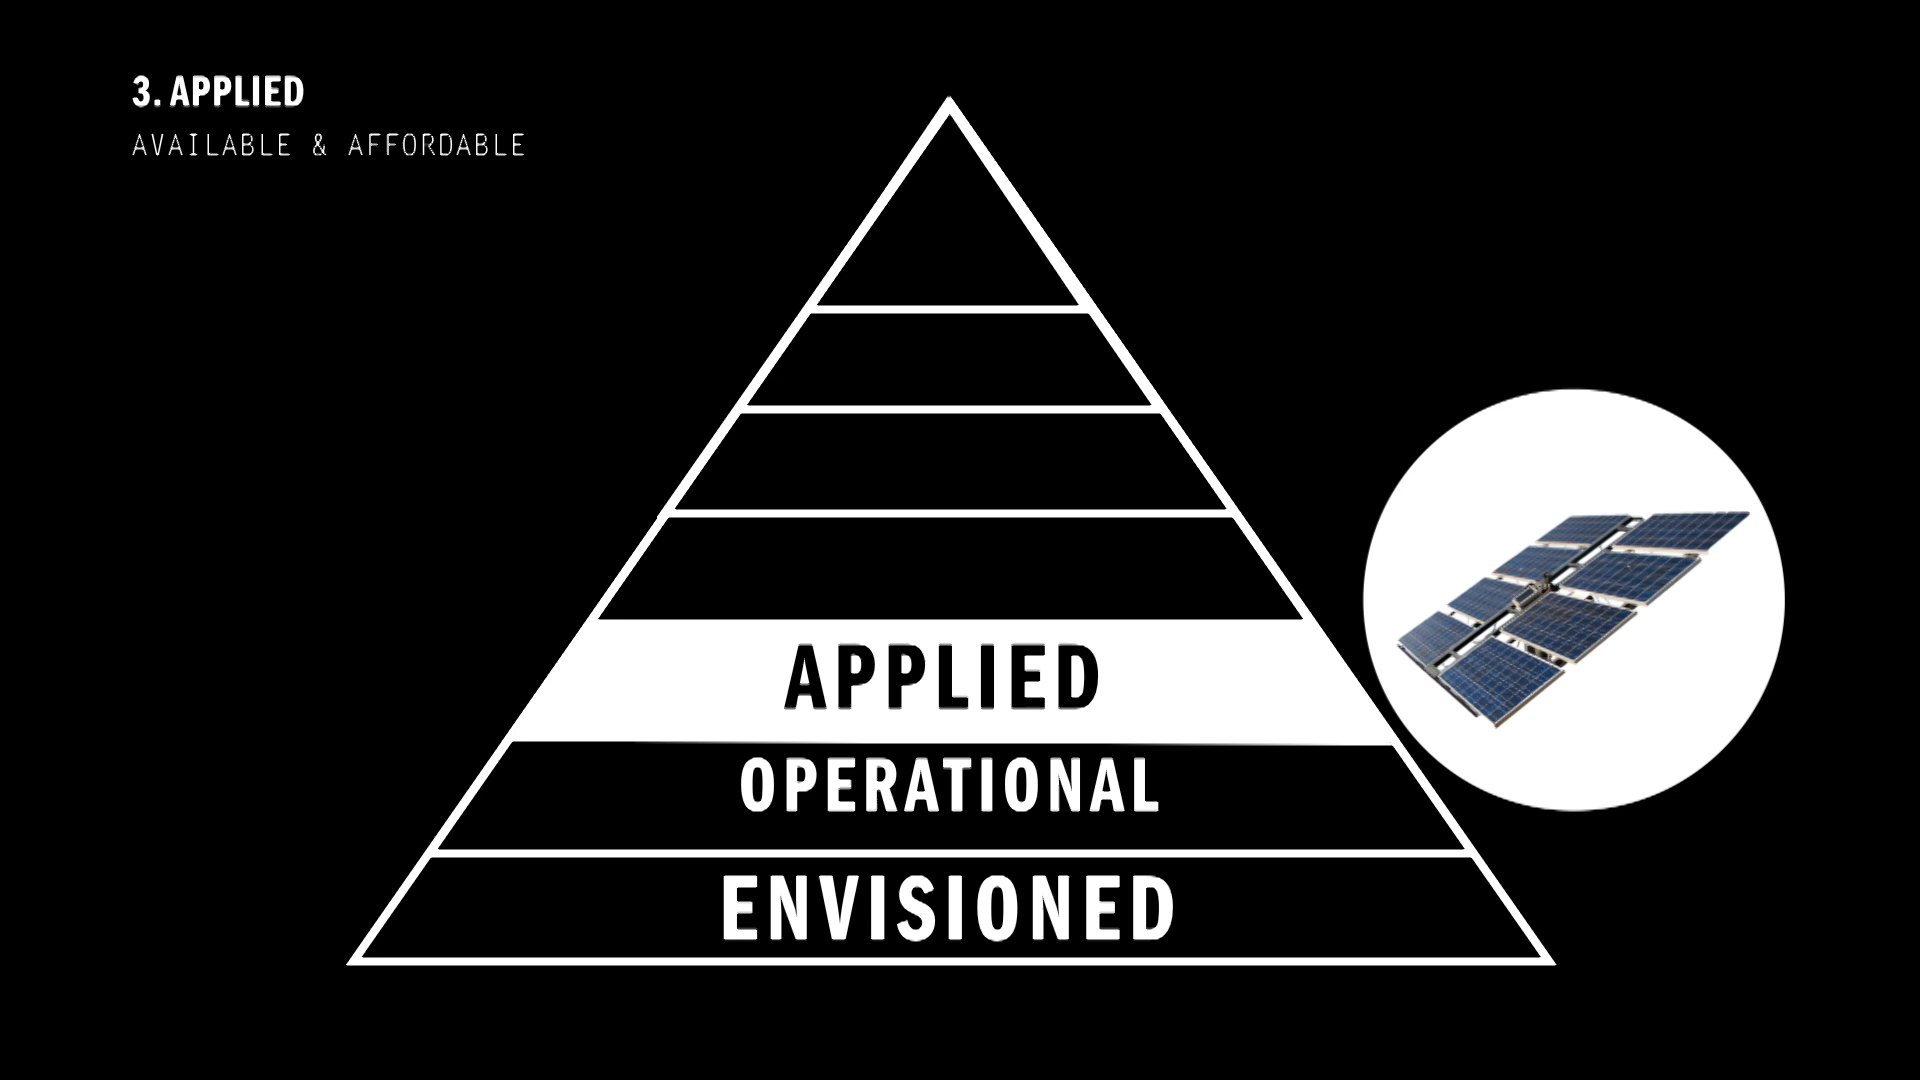 3. APPLIED
AVAILABLE & AFFORDABLE
APPLIED
OPERATIONAL
ENVISIONED